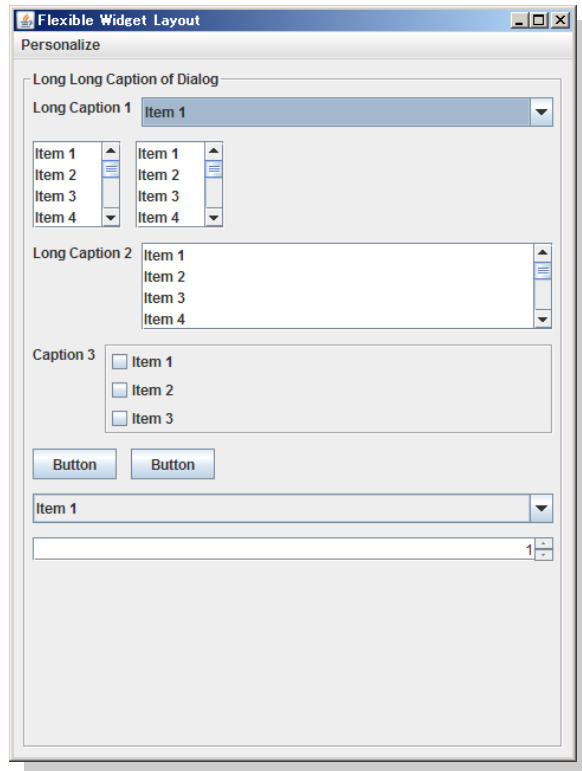 Flexible Widget Layout
Personalize
Long Long Caption of Dialog
Long Caption 1 Item 1
Item 1 Item 1
Item 2 Item 2
Item 3 Item 3
Item 4 Item 4
Long Caption 2 Item 1
Item 2
Item 3
Item 4
Caption 3 Item 1
Item 2
Item 3
Button Button
Item 1
1